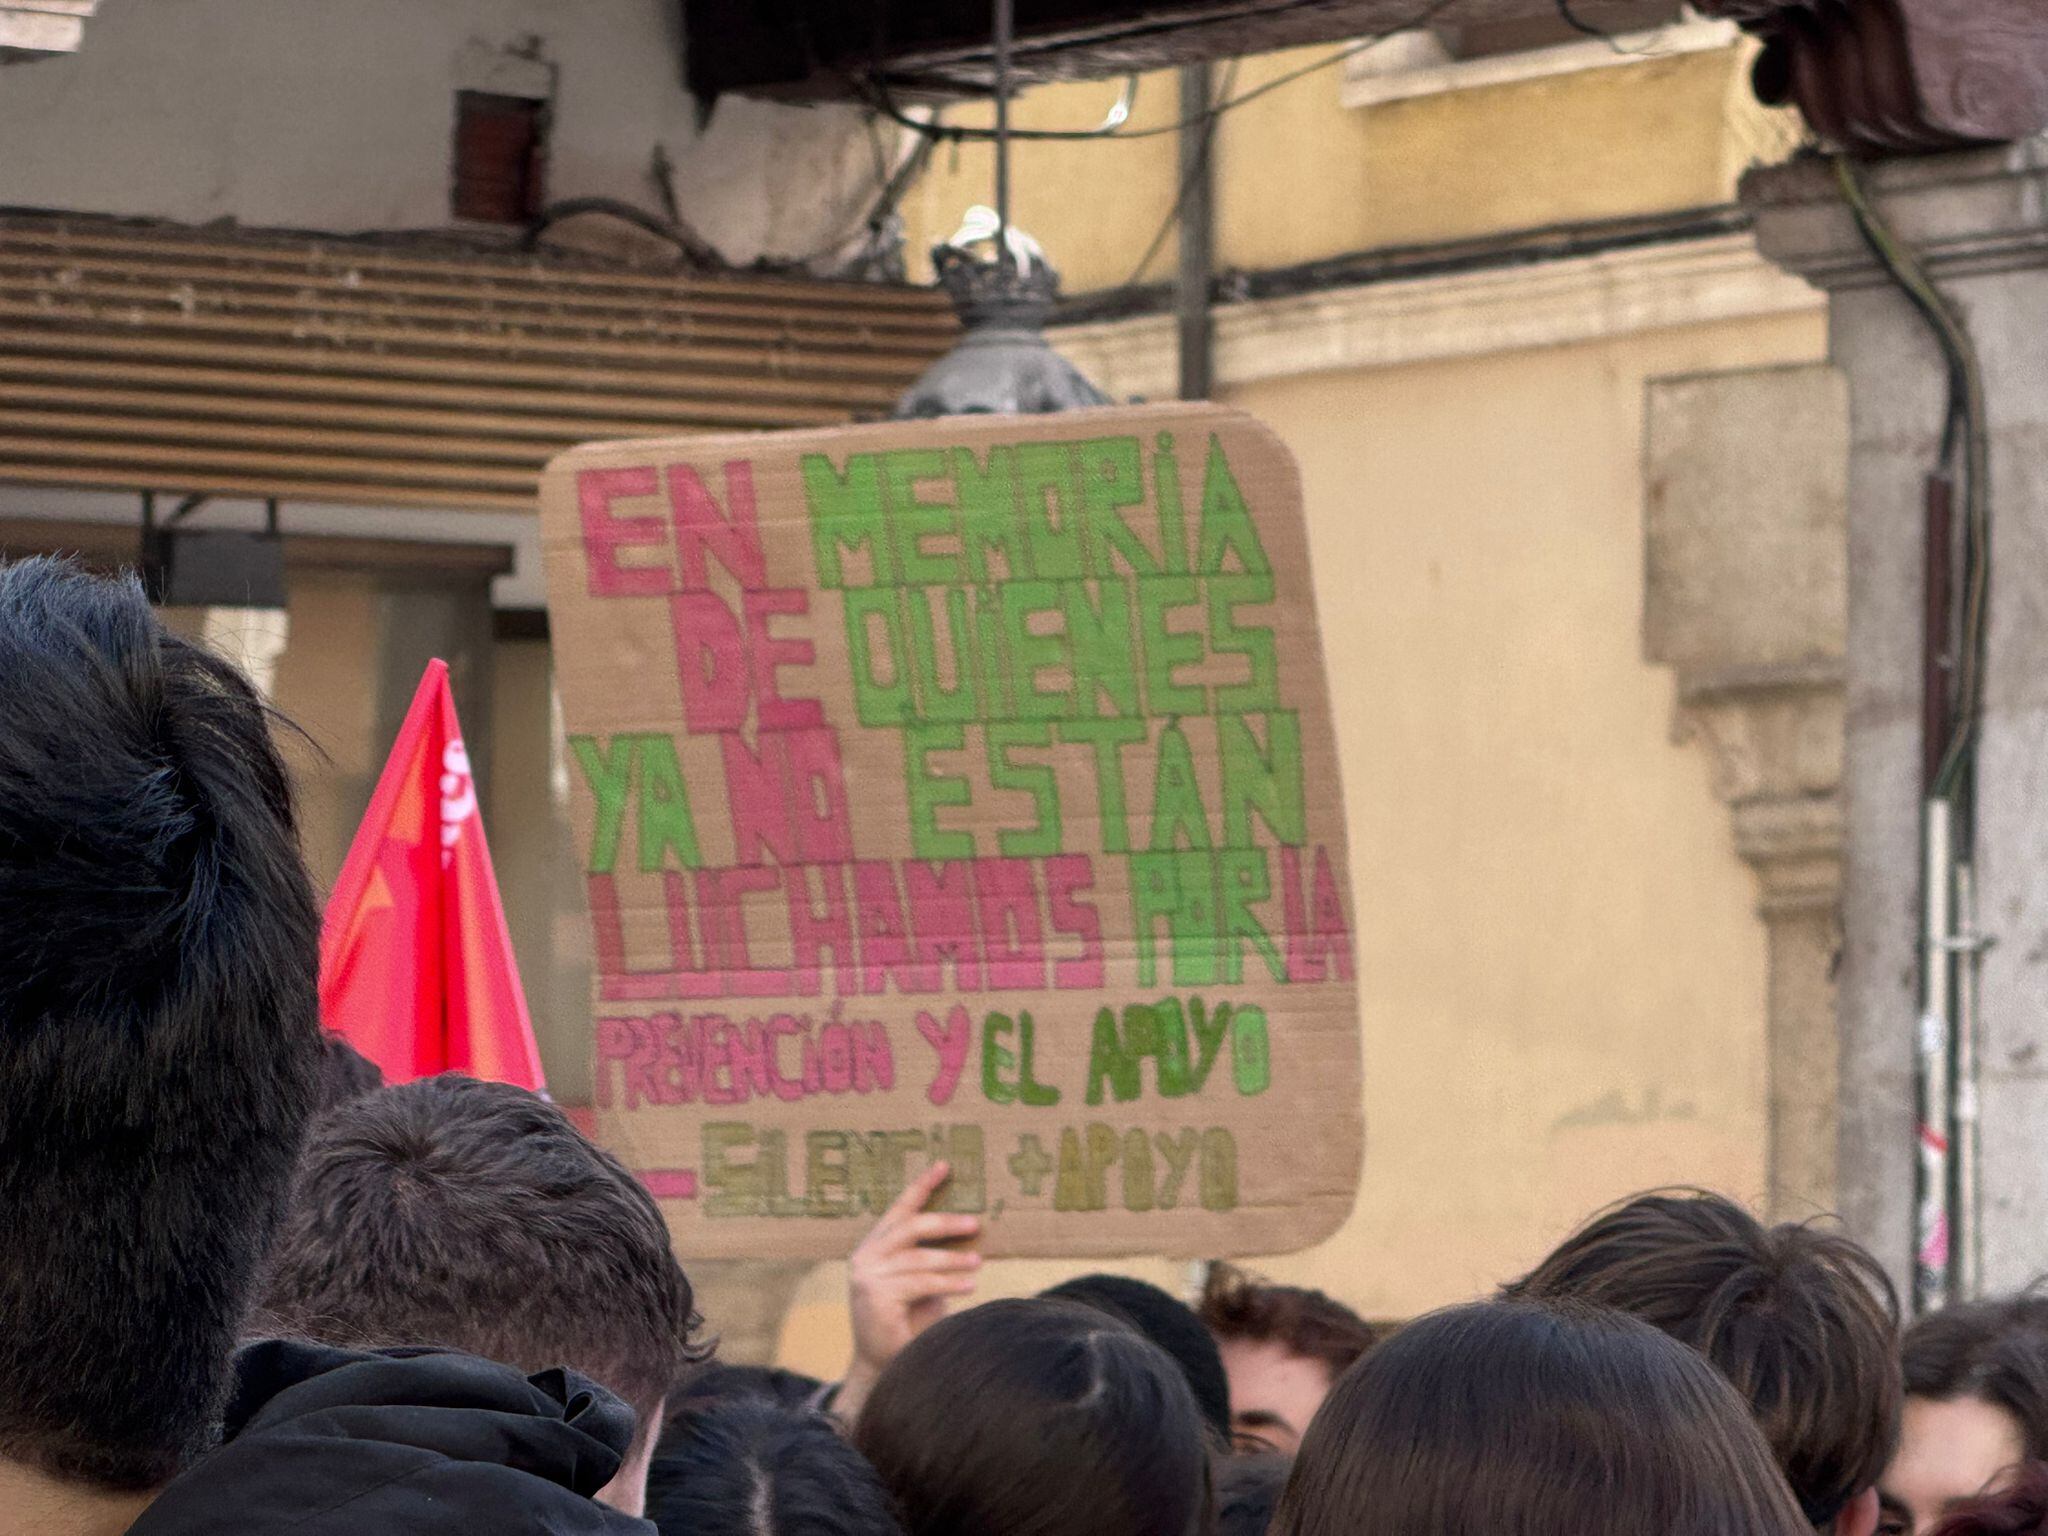 EN MEMORIA
DE QUIENES
YA NO ESTÁN
LUCHAMOS POR LA
PREVENCIÓN Y EL APOYO
- SILENCIO, + APOYO